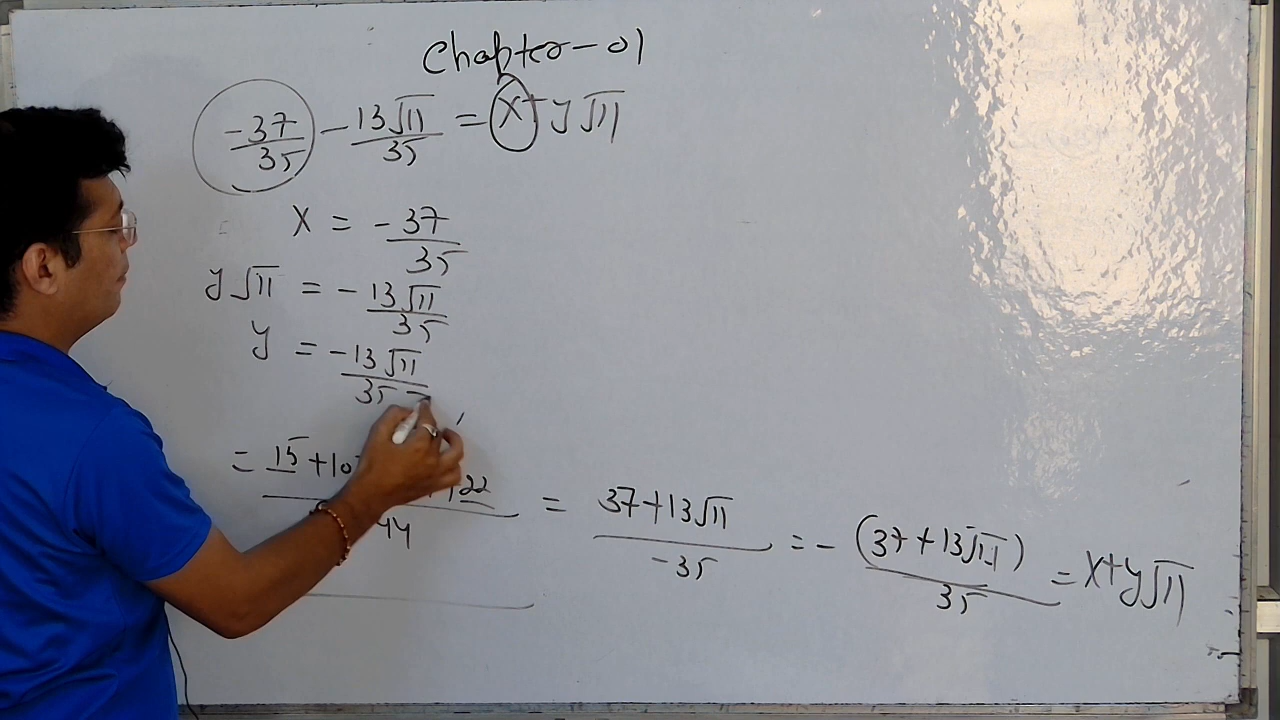 Chapter-01
-37/35 - 13√11/35 = x + y√11
x = -37/35
y√11 = -13√11/35
y = -13√11/35
= 15 + 10 22/44 = 37+13√11/-35 = -(37+13√11)/35 = x+y√11